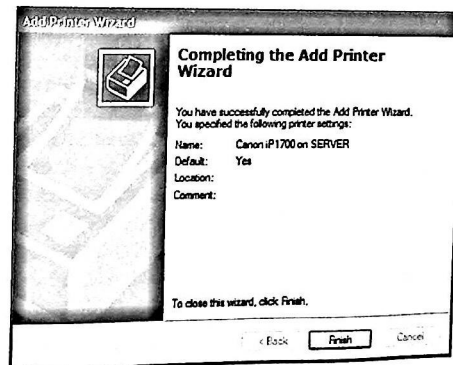 Add Printer Wizard
Completing the Add Printer
Wizard
You have successfully completed the Add Printer Wizard.
You specified the following printer settings:
Name: Canon iP1700 on SERVER
Default: Yes
Location:
Comment:
To close this wizard, click Finish.
< Back Finish Cancel